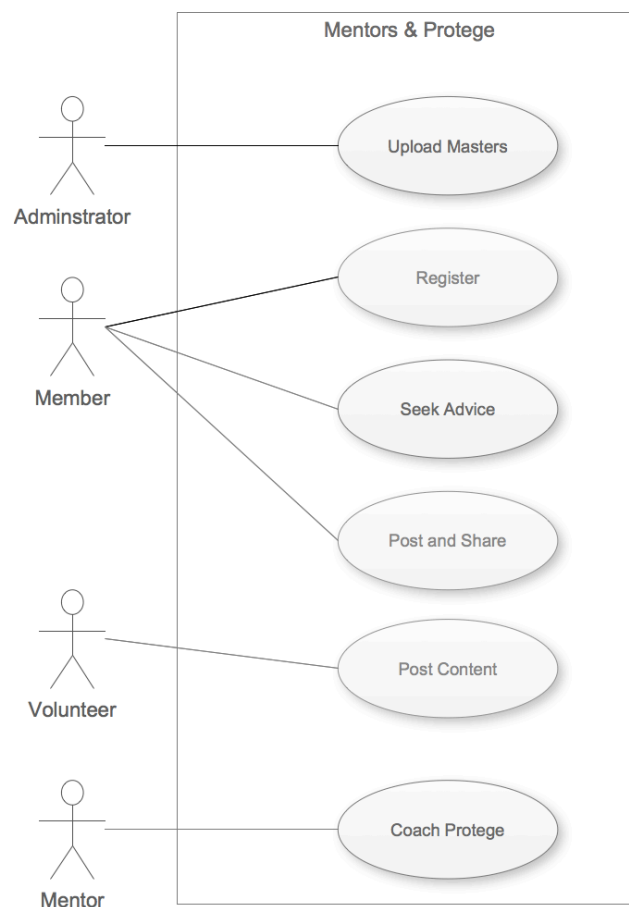 Mentors & Protege
Upload Masters
Adminstrator
Register
Member
Seek Advice
Post and Share
Post Content
Volunteer
Coach Protege
Mentor